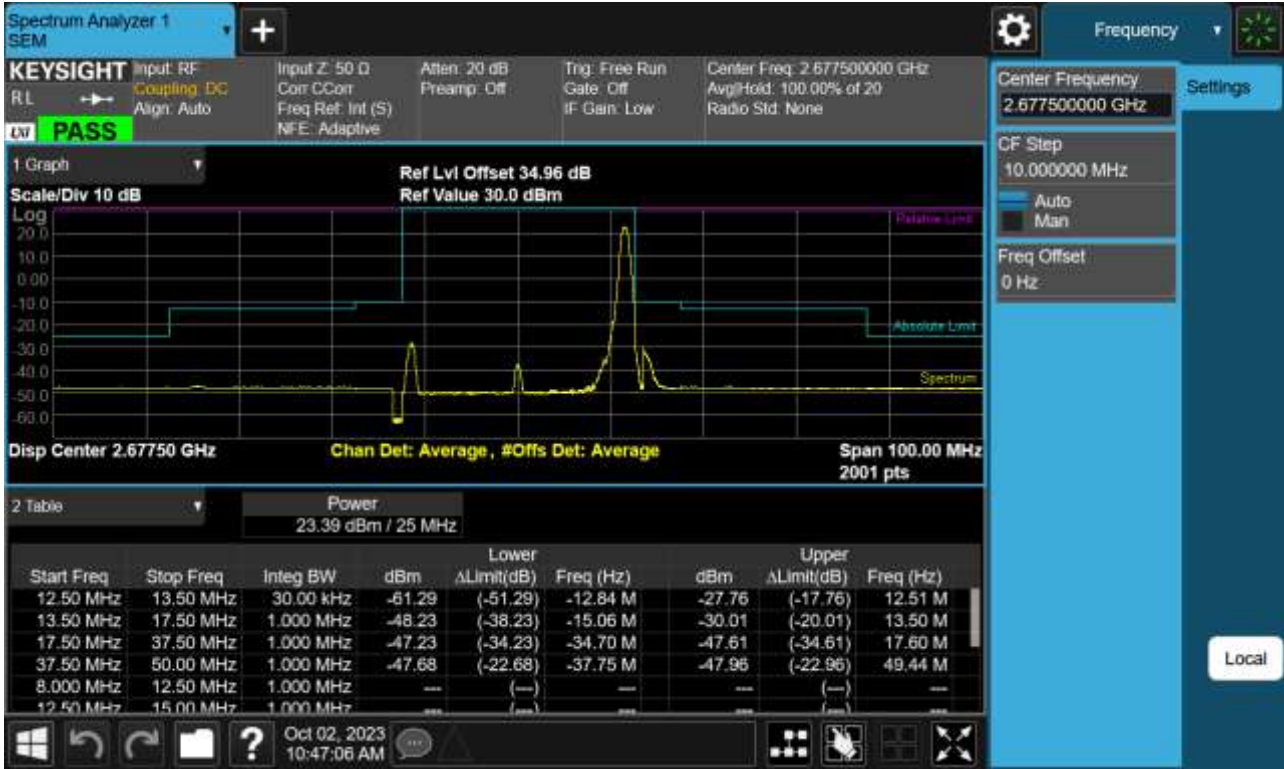 Spectrum Analyzer 1
SEM
Frequency
KEYSIGHT
RL
LXI
PASS
Input: RF
Coupling: DC
Align: Auto
Input Z: 50 Ω
Corr CCorr
Freq Ref: Int (S)
NFE: Adaptive
Atten: 20 dB
Preamp: Off
Trig: Free Run
Gate: Off
IF Gain: Low
Center Freq: 2.677500000 GHz
Avg|Hold: 100.00% of 20
Radio Std: None
Center Frequency
2.677500000 GHz
Settings
CF Step
10.000000 MHz
Auto
Man
Freq Offset
0 Hz
Local
1 Graph
Scale/Div 10 dB
Ref Lvl Offset 34.96 dB
Ref Value 30.0 dBm
Log
20.0
10.0
0.00
-10.0
-20.0
-30.0
-40.0
-50.0
-60.0
Relative Limit
Absolute Limit
Spectrum
Disp Center 2.67750 GHz
Chan Det: Average, #Offs Det: Average
Span 100.00 MHz
2001 pts
2 Table
Power
23.39 dBm / 25 MHz
Lower Upper
Start Freq Stop Freq Integ BW dBm ΔLimit(dB) Freq (Hz) dBm ΔLimit(dB) Freq (Hz)
12.50 MHz 13.50 MHz 30.00 kHz -61.29 (-51.29) -12.84 M -27.76 (-17.76) 12.51 M
13.50 MHz 17.50 MHz 1.000 MHz -48.23 (-38.23) -15.06 M -30.01 (-20.01) 13.50 M
17.50 MHz 37.50 MHz 1.000 MHz -47.23 (-34.23) -34.70 M -47.61 (-34.61) 17.60 M
37.50 MHz 50.00 MHz 1.000 MHz -47.68 (-22.68) -37.75 M -47.96 (-22.96) 49.44 M
8.000 MHz 12.50 MHz 1.000 MHz --- (---) --- --- (---) ---
12.50 MHz 15.00 MHz 1.000 MHz --- (---) --- --- (---) ---
Oct 02, 2023
10:47:06 AM